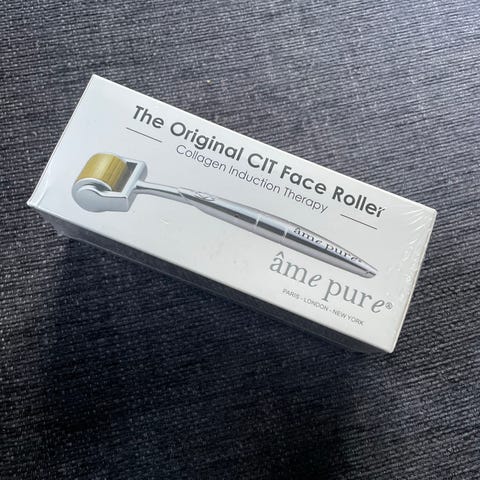 The Original CIT Face Roller
Collagen Induction Therapy
âme pure®
âme pure®
PARIS - LONDON - NEW YORK